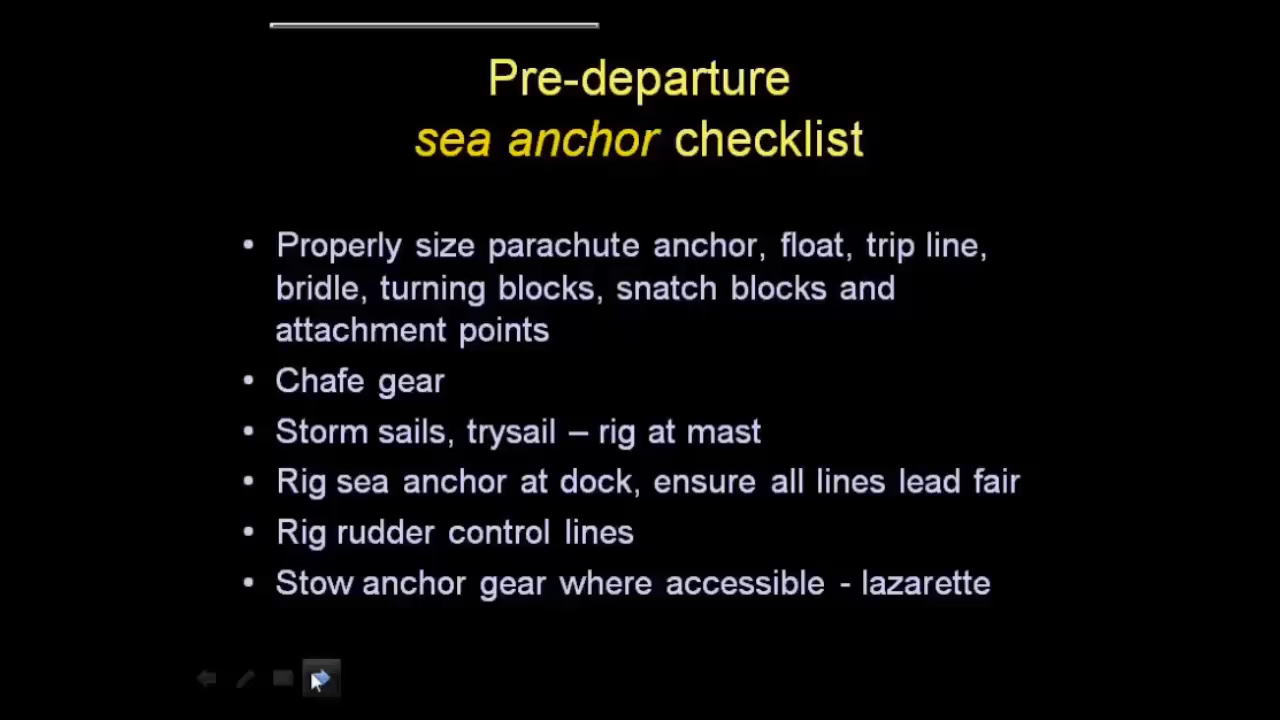 Pre-departure
sea anchor checklist
• Properly size parachute anchor, float, trip line,
bridle, turning blocks, snatch blocks and
attachment points
• Chafe gear
• Storm sails, trysail – rig at mast
• Rig sea anchor at dock, ensure all lines lead fair
• Rig rudder control lines
• Stow anchor gear where accessible - lazarette